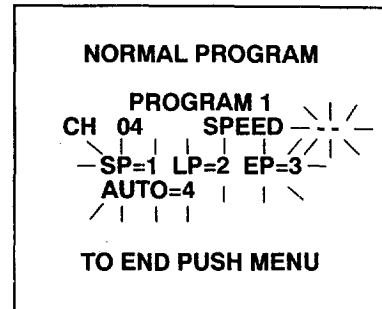 NORMAL PROGRAM
PROGRAM 1
CH 04 SPEED --
SP=1 LP=2 EP=3
AUTO=4
TO END PUSH MENU